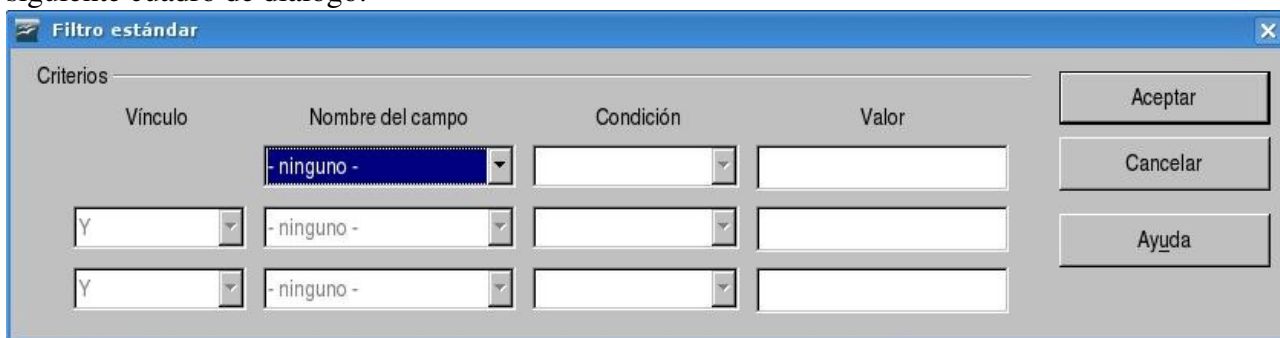 siguiente cuadro de diálogo:
Filtro estándar
Criterios
Vínculo Nombre del campo Condición Valor
- ninguno -
Y - ninguno -
Y - ninguno -
Aceptar
Cancelar
Ayuda